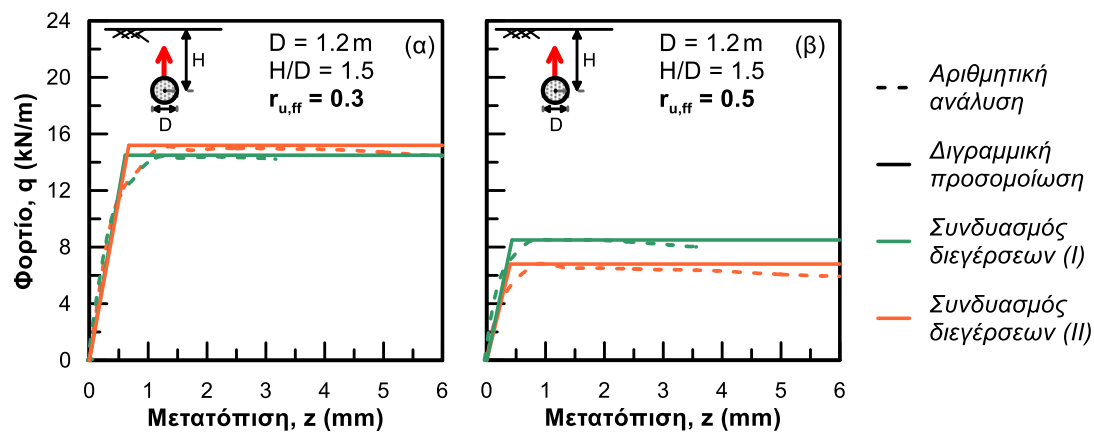 24
20
16
12
8
4
0
Φορτίο, q (kN/m)
H
D
D = 1.2 m
H/D = 1.5
r_u,ff = 0.3
(α)
0 1 2 3 4 5 6
Μετατόπιση, z (mm)
H
D
D = 1.2 m
H/D = 1.5
r_u,ff = 0.5
(β)
0 1 2 3 4 5 6
Μετατόπιση, z (mm)
Αριθμητική
ανάλυση
Διγραμμική
προσομοίωση
Συνδυασμός
διεγέρσεων (I)
Συνδυασμός
διεγέρσεων (II)